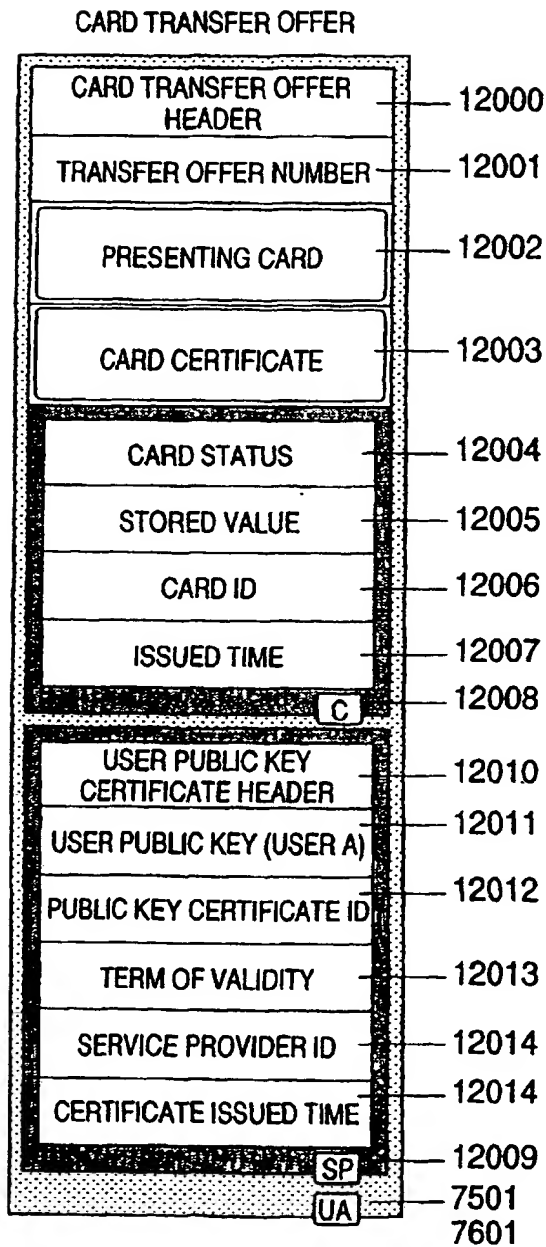 CARD TRANSFER OFFER
CARD TRANSFER OFFER
HEADER
12000
TRANSFER OFFER NUMBER
12001
PRESENTING CARD
12002
CARD CERTIFICATE
12003
CARD STATUS
12004
STORED VALUE
12005
CARD ID
12006
ISSUED TIME
12007
C
12008
USER PUBLIC KEY
CERTIFICATE HEADER
12010
USER PUBLIC KEY (USER A)
12011
PUBLIC KEY CERTIFICATE ID
12012
TERM OF VALIDITY
12013
SERVICE PROVIDER ID
12014
CERTIFICATE ISSUED TIME
12014
SP
12009
UA
7501
7601